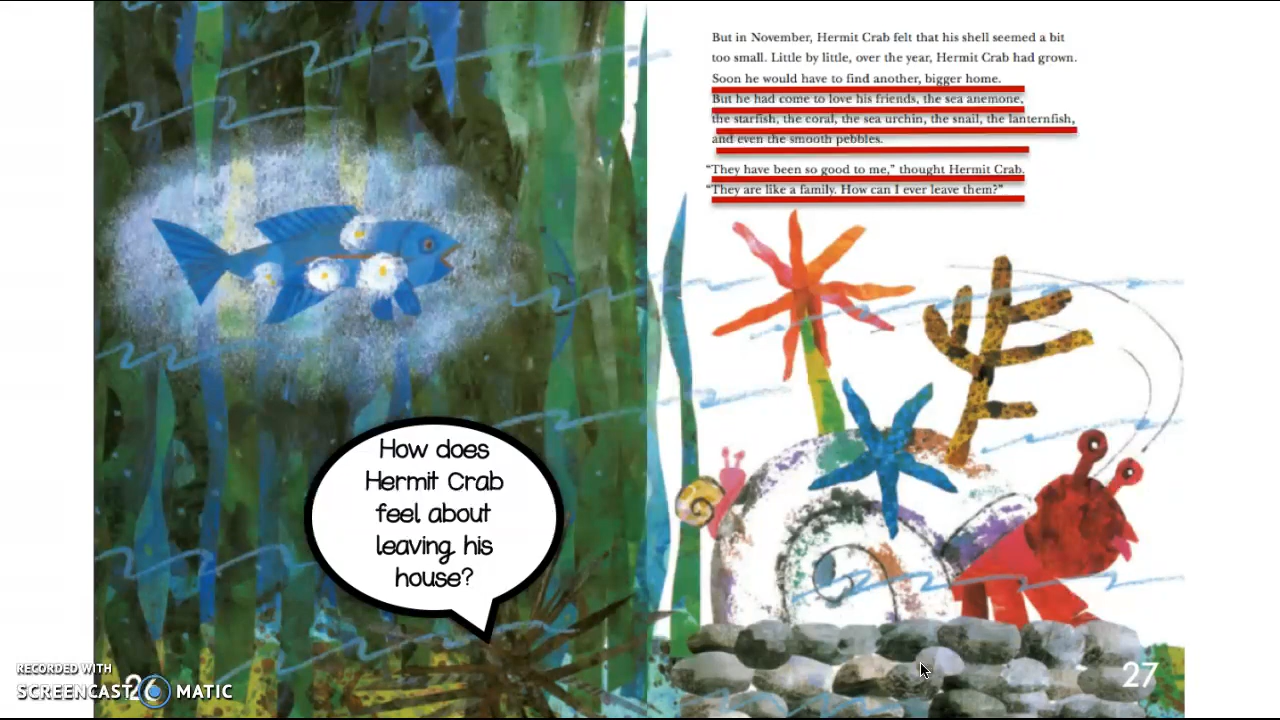 But in November, Hermit Crab felt that his shell seemed a bit
too small. Little by little, over the year, Hermit Crab had grown.
Soon he would have to find another, bigger home.
But he had come to love his friends, the sea anemone,
the starfish, the coral, the sea urchin, the snail, the lanternfish,
and even the smooth pebbles.
“They have been so good to me,” thought Hermit Crab.
“They are like a family. How can I ever leave them?”
How does
Hermit Crab
feel about
leaving his
house?
27
RECORDED WITH
SCREENCAST MATIC